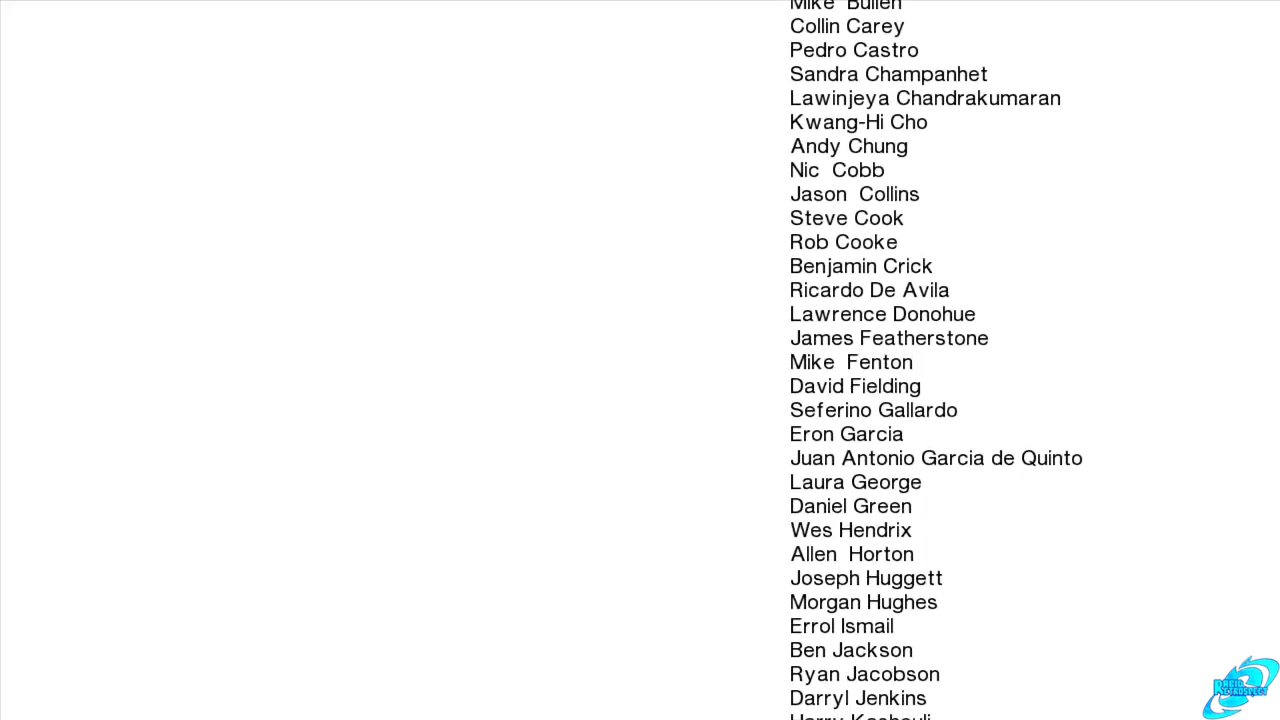 Mike  Bullen
Collin Carey
Pedro Castro
Sandra Champanhet
Lawinjeya Chandrakumaran
Kwang-Hi Cho
Andy Chung
Nic  Cobb
Jason  Collins
Steve Cook
Rob Cooke
Benjamin Crick
Ricardo De Avila
Lawrence Donohue
James Featherstone
Mike  Fenton
David Fielding
Seferino Gallardo
Eron Garcia
Juan Antonio Garcia de Quinto
Laura George
Daniel Green
Wes Hendrix
Allen  Horton
Joseph Huggett
Morgan Hughes
Errol Ismail
Ben Jackson
Ryan Jacobson
Darryl Jenkins
Harry